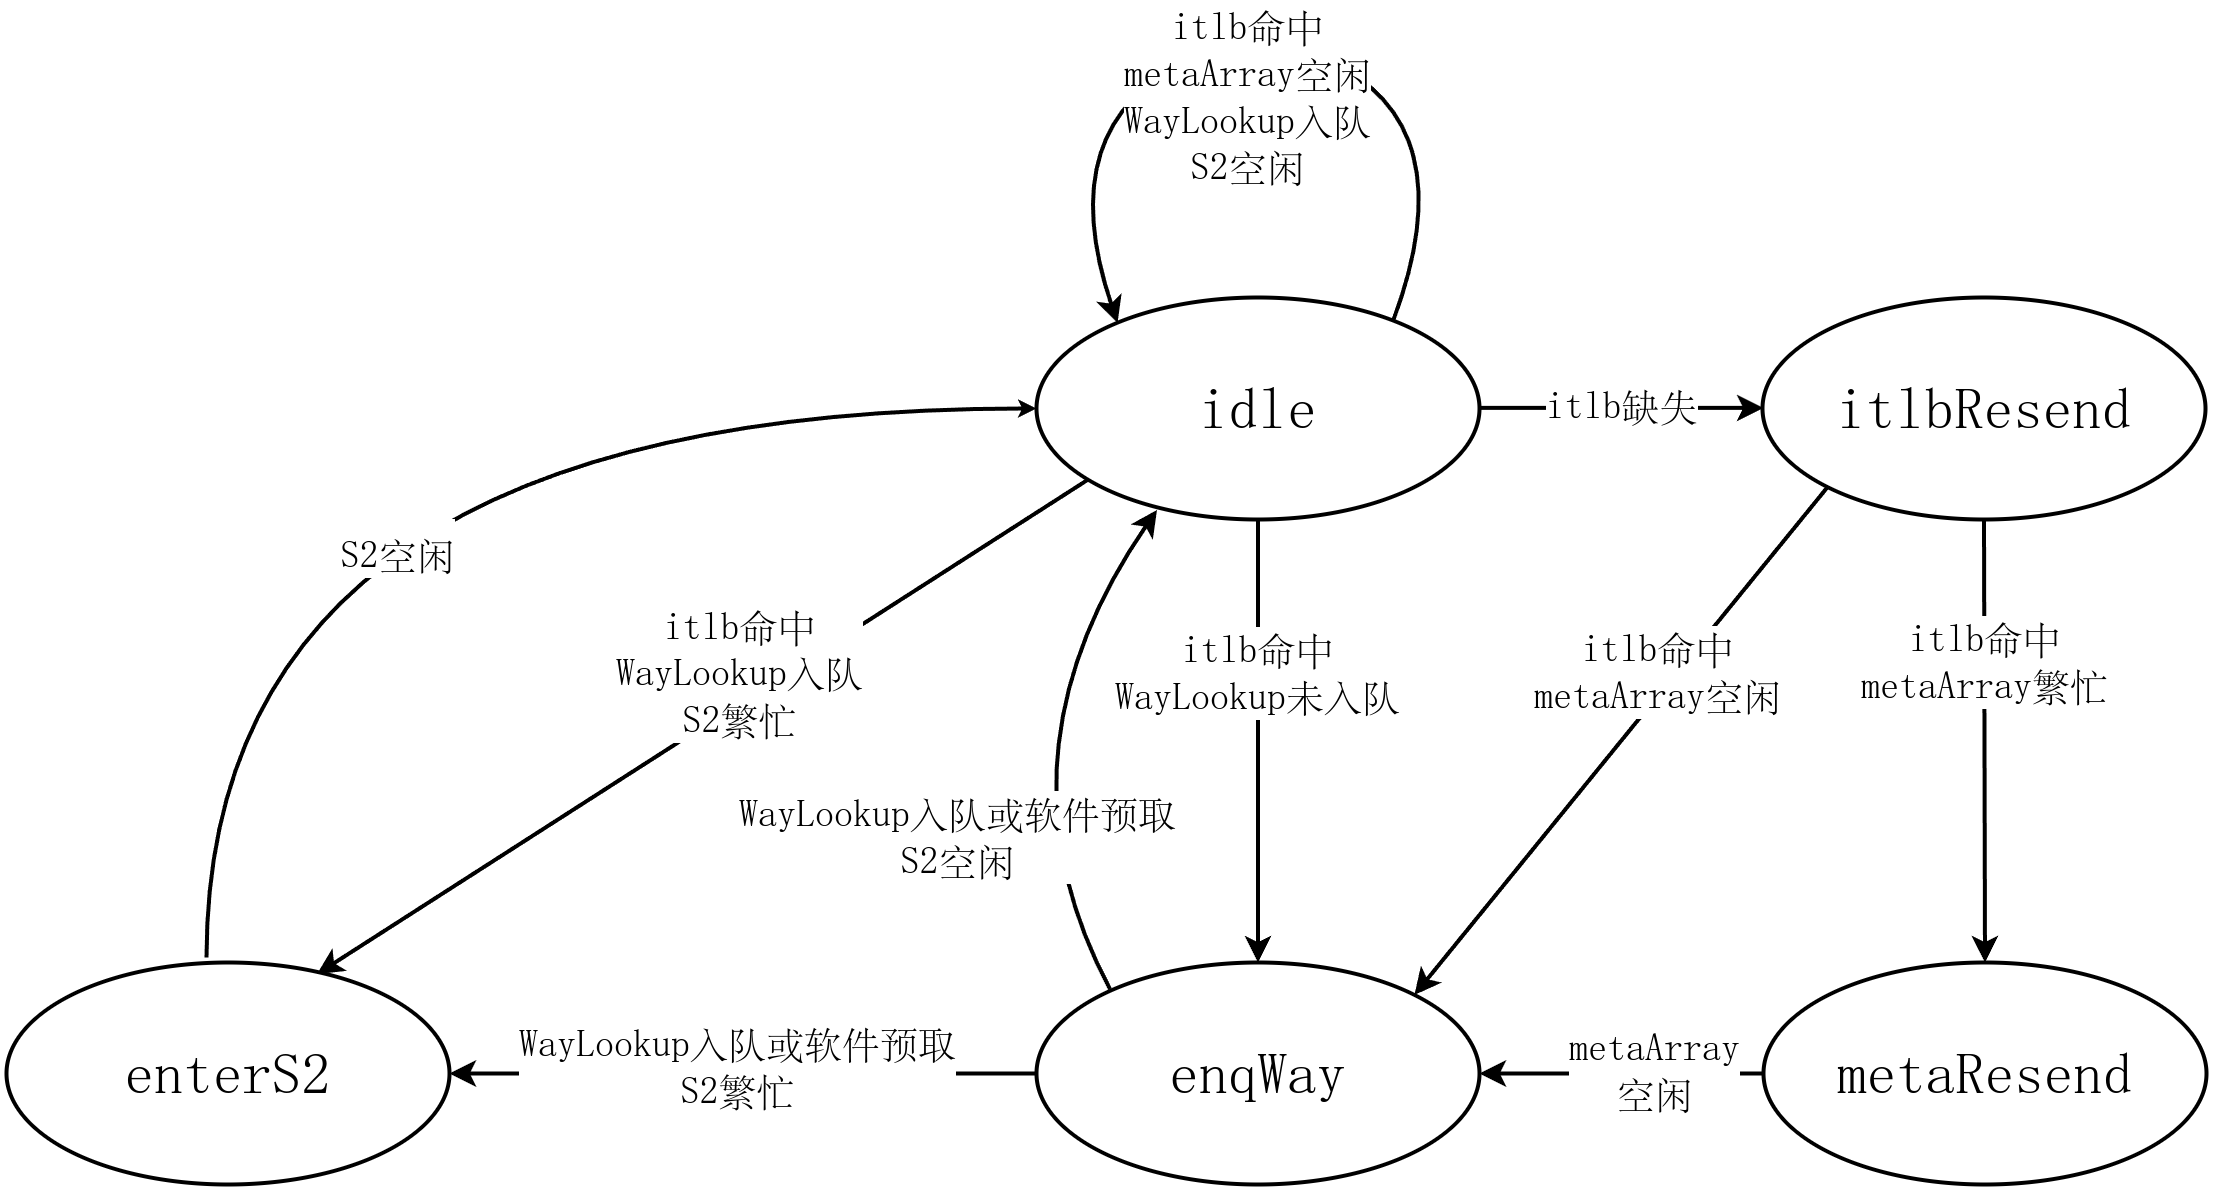 itlb命中
metaArray空闲
WayLookup入队
S2空闲
idle
itlb缺失
itlbResend
S2空闲
itlb命中
WayLookup入队
S2繁忙
itlb命中
WayLookup未入队
itlb命中
metaArray空闲
itlb命中
metaArray繁忙
WayLookup入队或软件预取
S2空闲
enterS2
WayLookup入队或软件预取
S2繁忙
enqWay
metaArray
空闲
metaResend